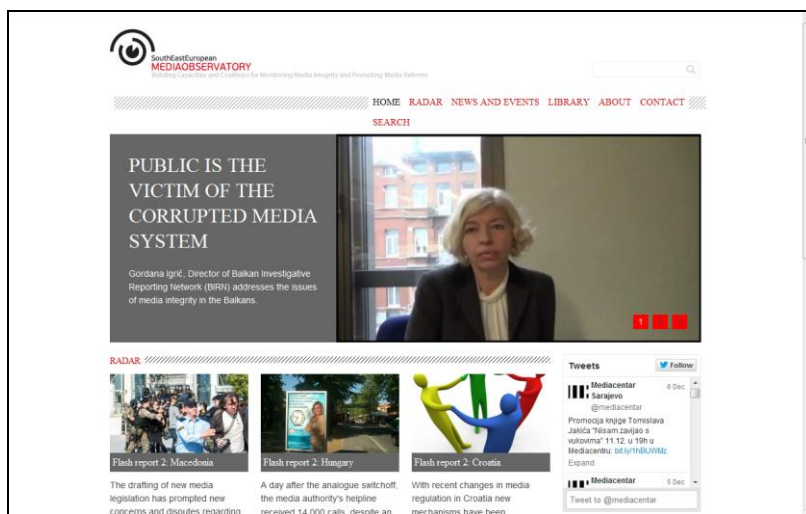 SouthEastEuropean
MEDIAOBSERVATORY
Building Capacities and Coalitions for Monitoring Media Integrity and Promoting Media Reforms
HOME RADAR NEWS AND EVENTS LIBRARY ABOUT CONTACT
SEARCH
PUBLIC IS THE
VICTIM OF THE
CORRUPTED MEDIA
SYSTEM
Gordana Igrić, Director of Balkan Investigative
Reporting Network (BIRN) addresses the issues
of media integrity in the Balkans.
1
RADAR
Flash report 2: Macedonia
The drafting of new media
legislation has prompted new
concerns and disputes regarding
Flash report 2: Hungary
A day after the analogue switchoff,
the media authority's helpline
received 14 000 calls, despite an
Flash report 2: Croatia
With recent changes in media
regulation in Croatia new
mechanisms have been
Tweets
Follow
Mediacentar 6 Dec
Sarajevo
@mediacentar
Promocija knjige Tomislava
Jakića "Nisam zavijao s
vukovima" 11.12. u 19h u
Mediacentru: bit.ly/1hBUWMz
Expand
Mediacentar 5 Dec
Tweet to @mediacentar